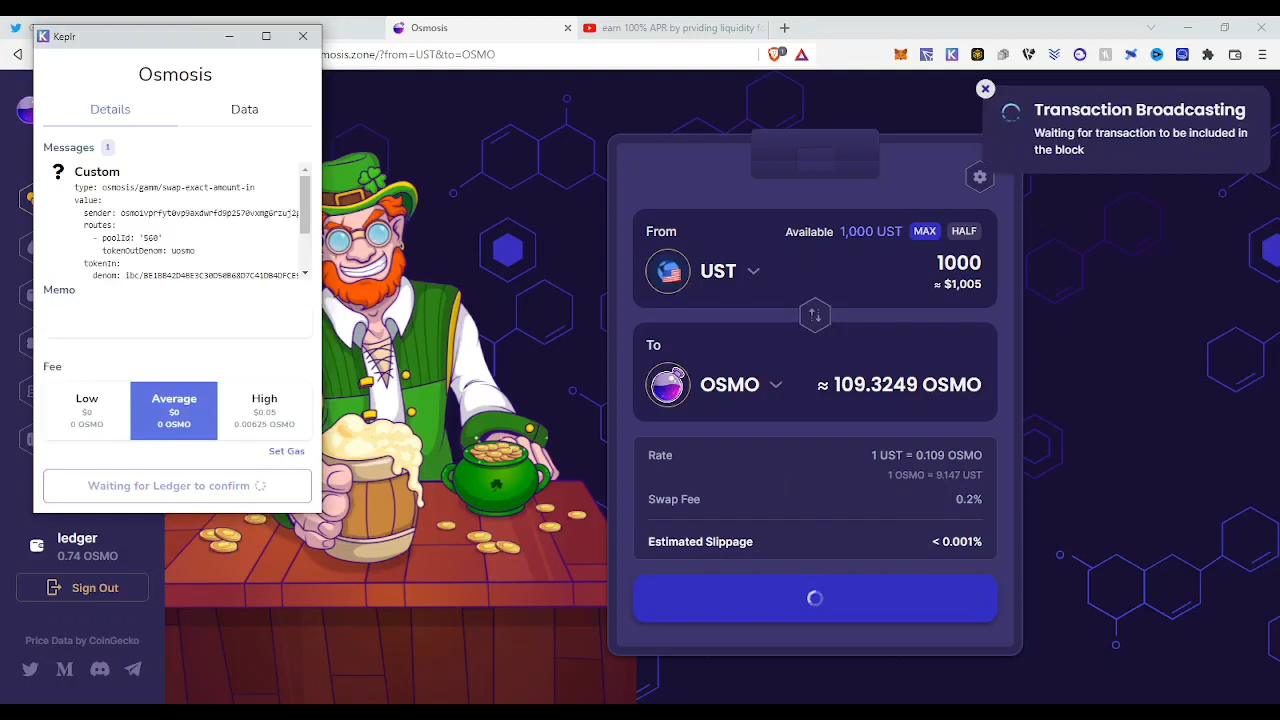 Keplr
Osmosis
earn 100% APR by prividing liquidity fo
osmosis.zone/?from=UST&to=OSMO
Osmosis
Details
Data
Messages 1
? Custom
type: osmosis/gamm/swap-exact-amount-in
value:
routes:
- poolId: '560'
tokenOutDenom: uosmo
tokenIn:
Memo
Fee
Low
$0
0 OSMO
Average
$0
0 OSMO
High
$0.05
0.00625 OSMO
Set Gas
Waiting for Ledger to confirm
ledger
0.74 OSMO
Sign Out
Price Data by CoinGecko
Transaction Broadcasting
Waiting for transaction to be included in
the block
From
Available 1,000 UST MAX HALF
UST
1000
≈ $1,005
To
OSMO
≈ 109.3249 OSMO
Rate
1 UST = 0.109 OSMO
1 OSMO = 9.147 UST
Swap Fee
0.2%
Estimated Slippage
< 0.001%